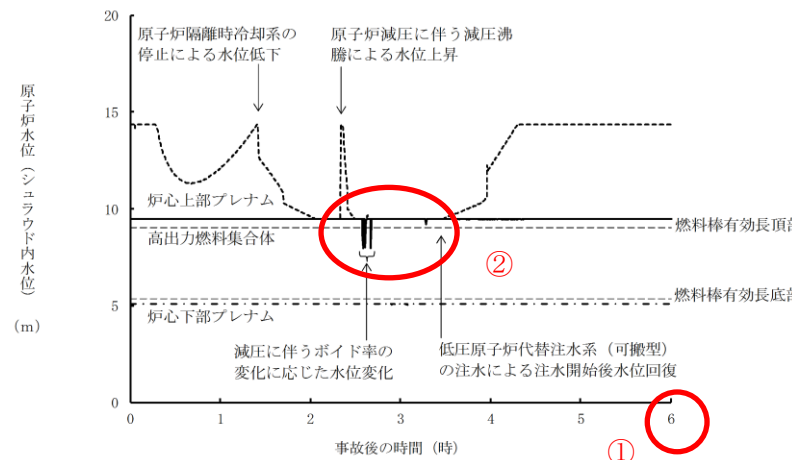 原子炉隔離時冷却系の
停止による水位低下
原子炉減圧に伴う減圧沸
騰による水位上昇
原子炉水位（シュラウド内水位）
（m）
20
15
10
5
0
炉心上部プレナム
高出力燃料集合体
燃料棒有効長頂部
②
燃料棒有効長底部
炉心下部プレナム
減圧に伴うボイド率の
変化に応じた水位変化
低圧原子炉代替注水系（可搬型）
の注水による注水開始後水位回復
0 1 2 3 4 5 6
事故後の時間（時）
①